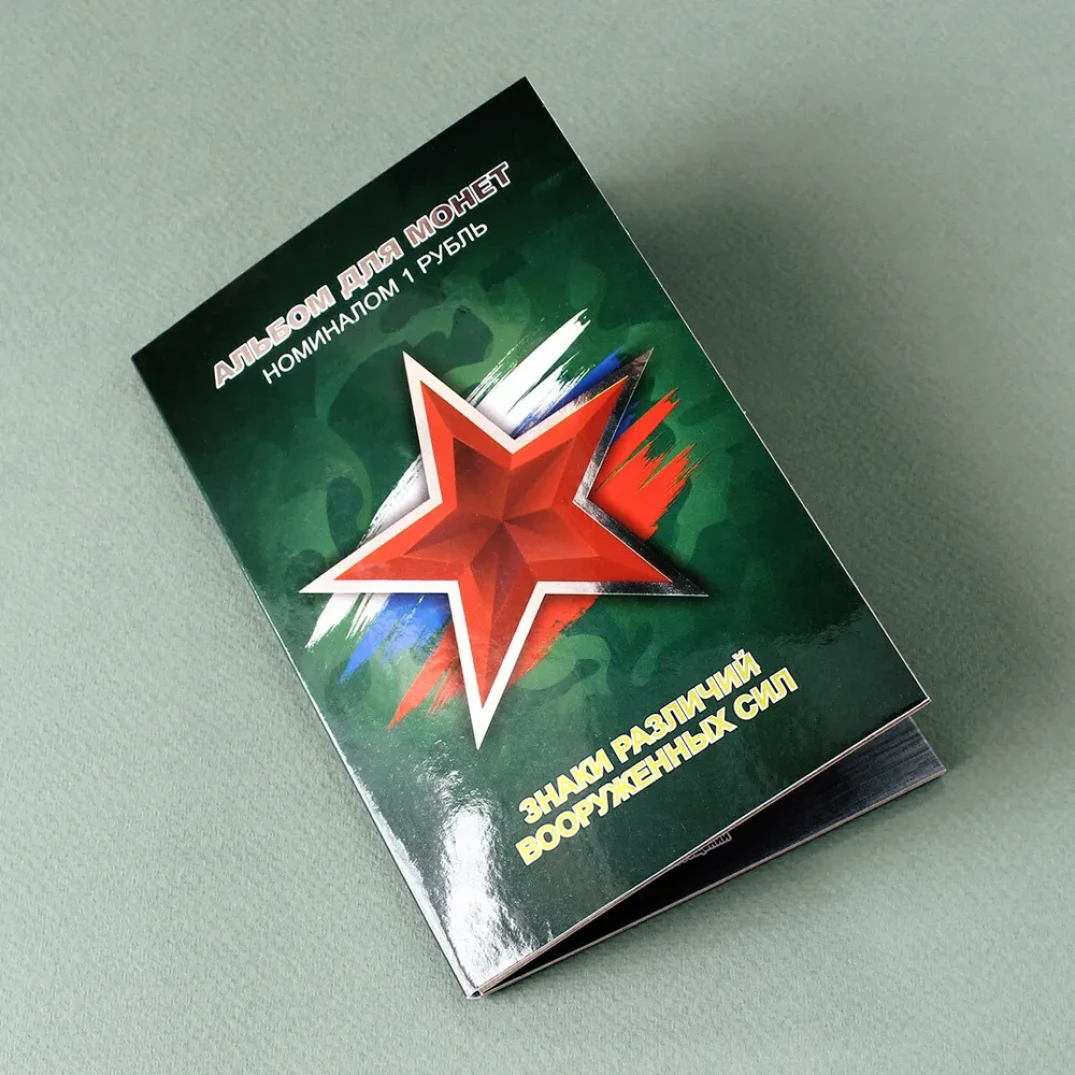 АЛЬБОМ ДЛЯ МОНЕТ
НОМИНАЛОМ 1 РУБЛЬ
ЗНАКИ РАЗЛИЧИЙ
ВООРУЖЕННЫХ СИЛ